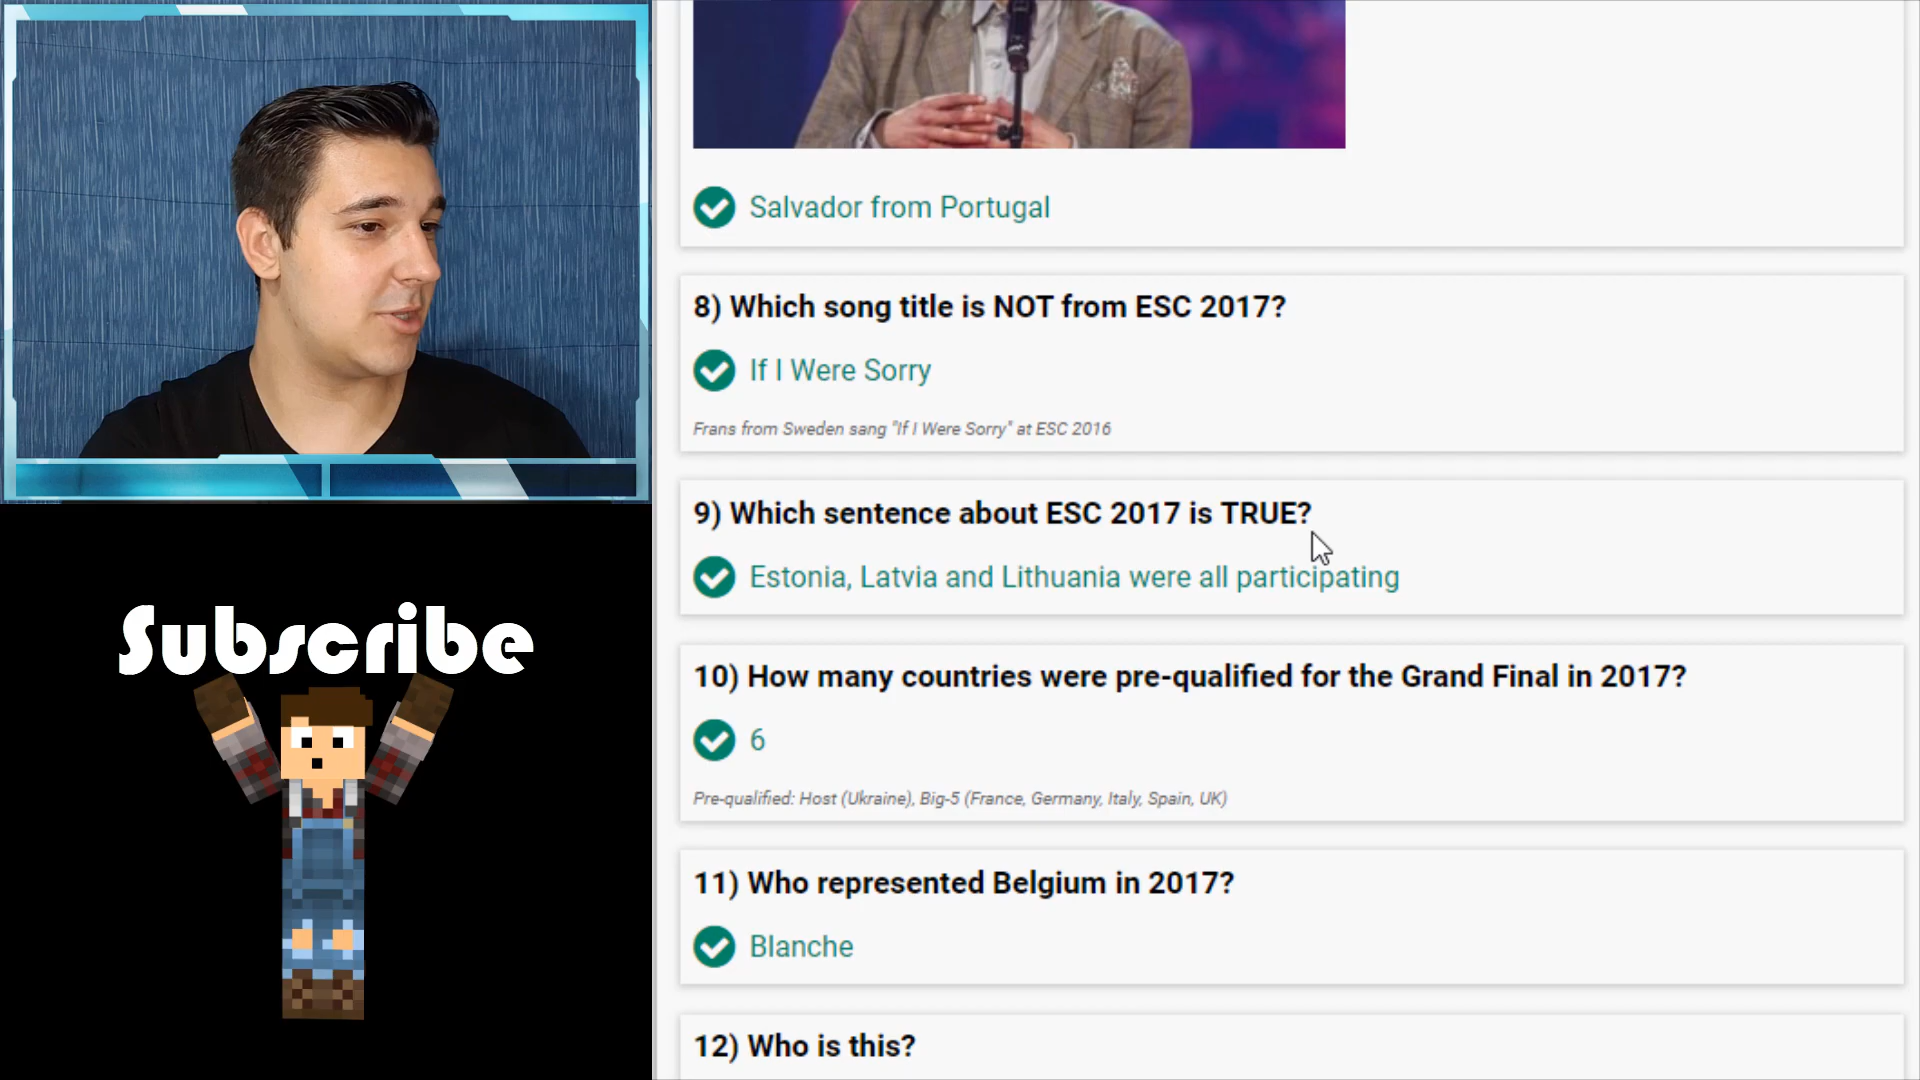 Salvador from Portugal
8) Which song title is NOT from ESC 2017?
If I Were Sorry
Frans from Sweden sang "If I Were Sorry" at ESC 2016
9) Which sentence about ESC 2017 is TRUE?
Estonia, Latvia and Lithuania were all participating
10) How many countries were pre-qualified for the Grand Final in 2017?
6
Pre-qualified: Host (Ukraine), Big-5 (France, Germany, Italy, Spain, UK)
11) Who represented Belgium in 2017?
Blanche
12) Who is this?
Subscribe